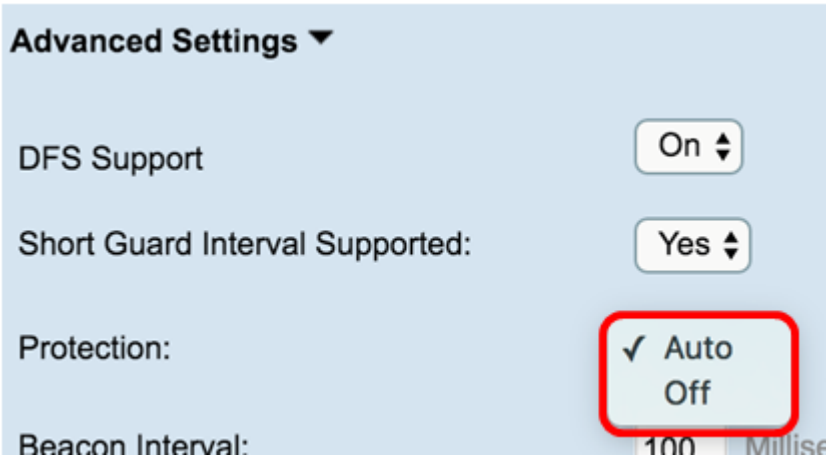 Advanced Settings
DFS Support On
Short Guard Interval Supported: Yes
Protection: ✓ Auto
Off
Beacon Interval: 100